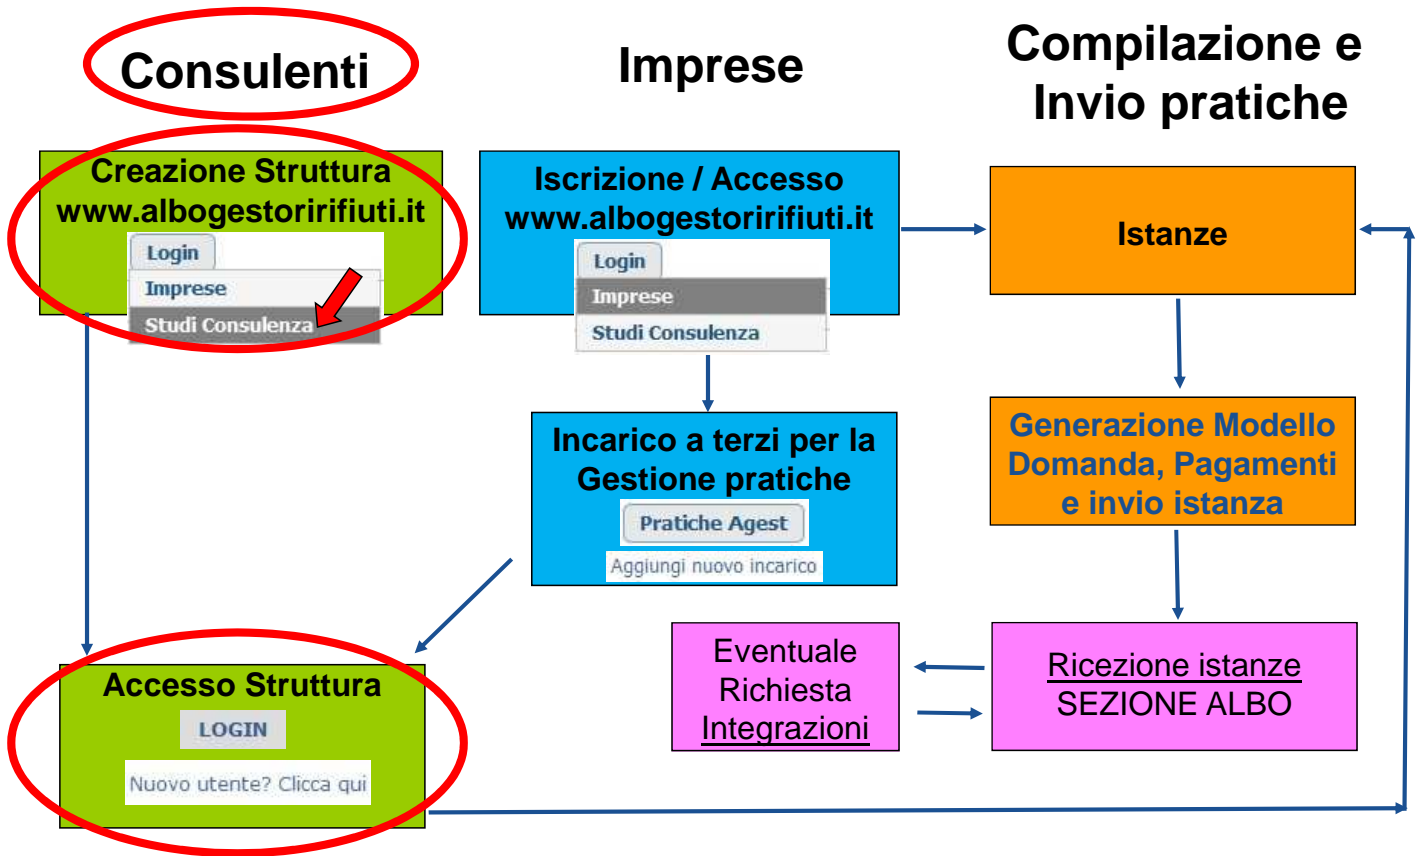 Consulenti
Creazione Struttura
www.albogestoririfiuti.it
Login
Imprese
Studi Consulenza
Accesso Struttura
LOGIN
Nuovo utente? Clicca qui
Imprese
Iscrizione / Accesso
www.albogestoririfiuti.it
Login
Imprese
Studi Consulenza
Incarico a terzi per la
Gestione pratiche
Pratiche Agest
Aggiungi nuovo incarico
Compilazione e
Invio pratiche
Istanze
Generazione Modello
Domanda, Pagamenti
e invio istanza
Ricezione istanze
SEZIONE ALBO
Eventuale
Richiesta
Integrazioni